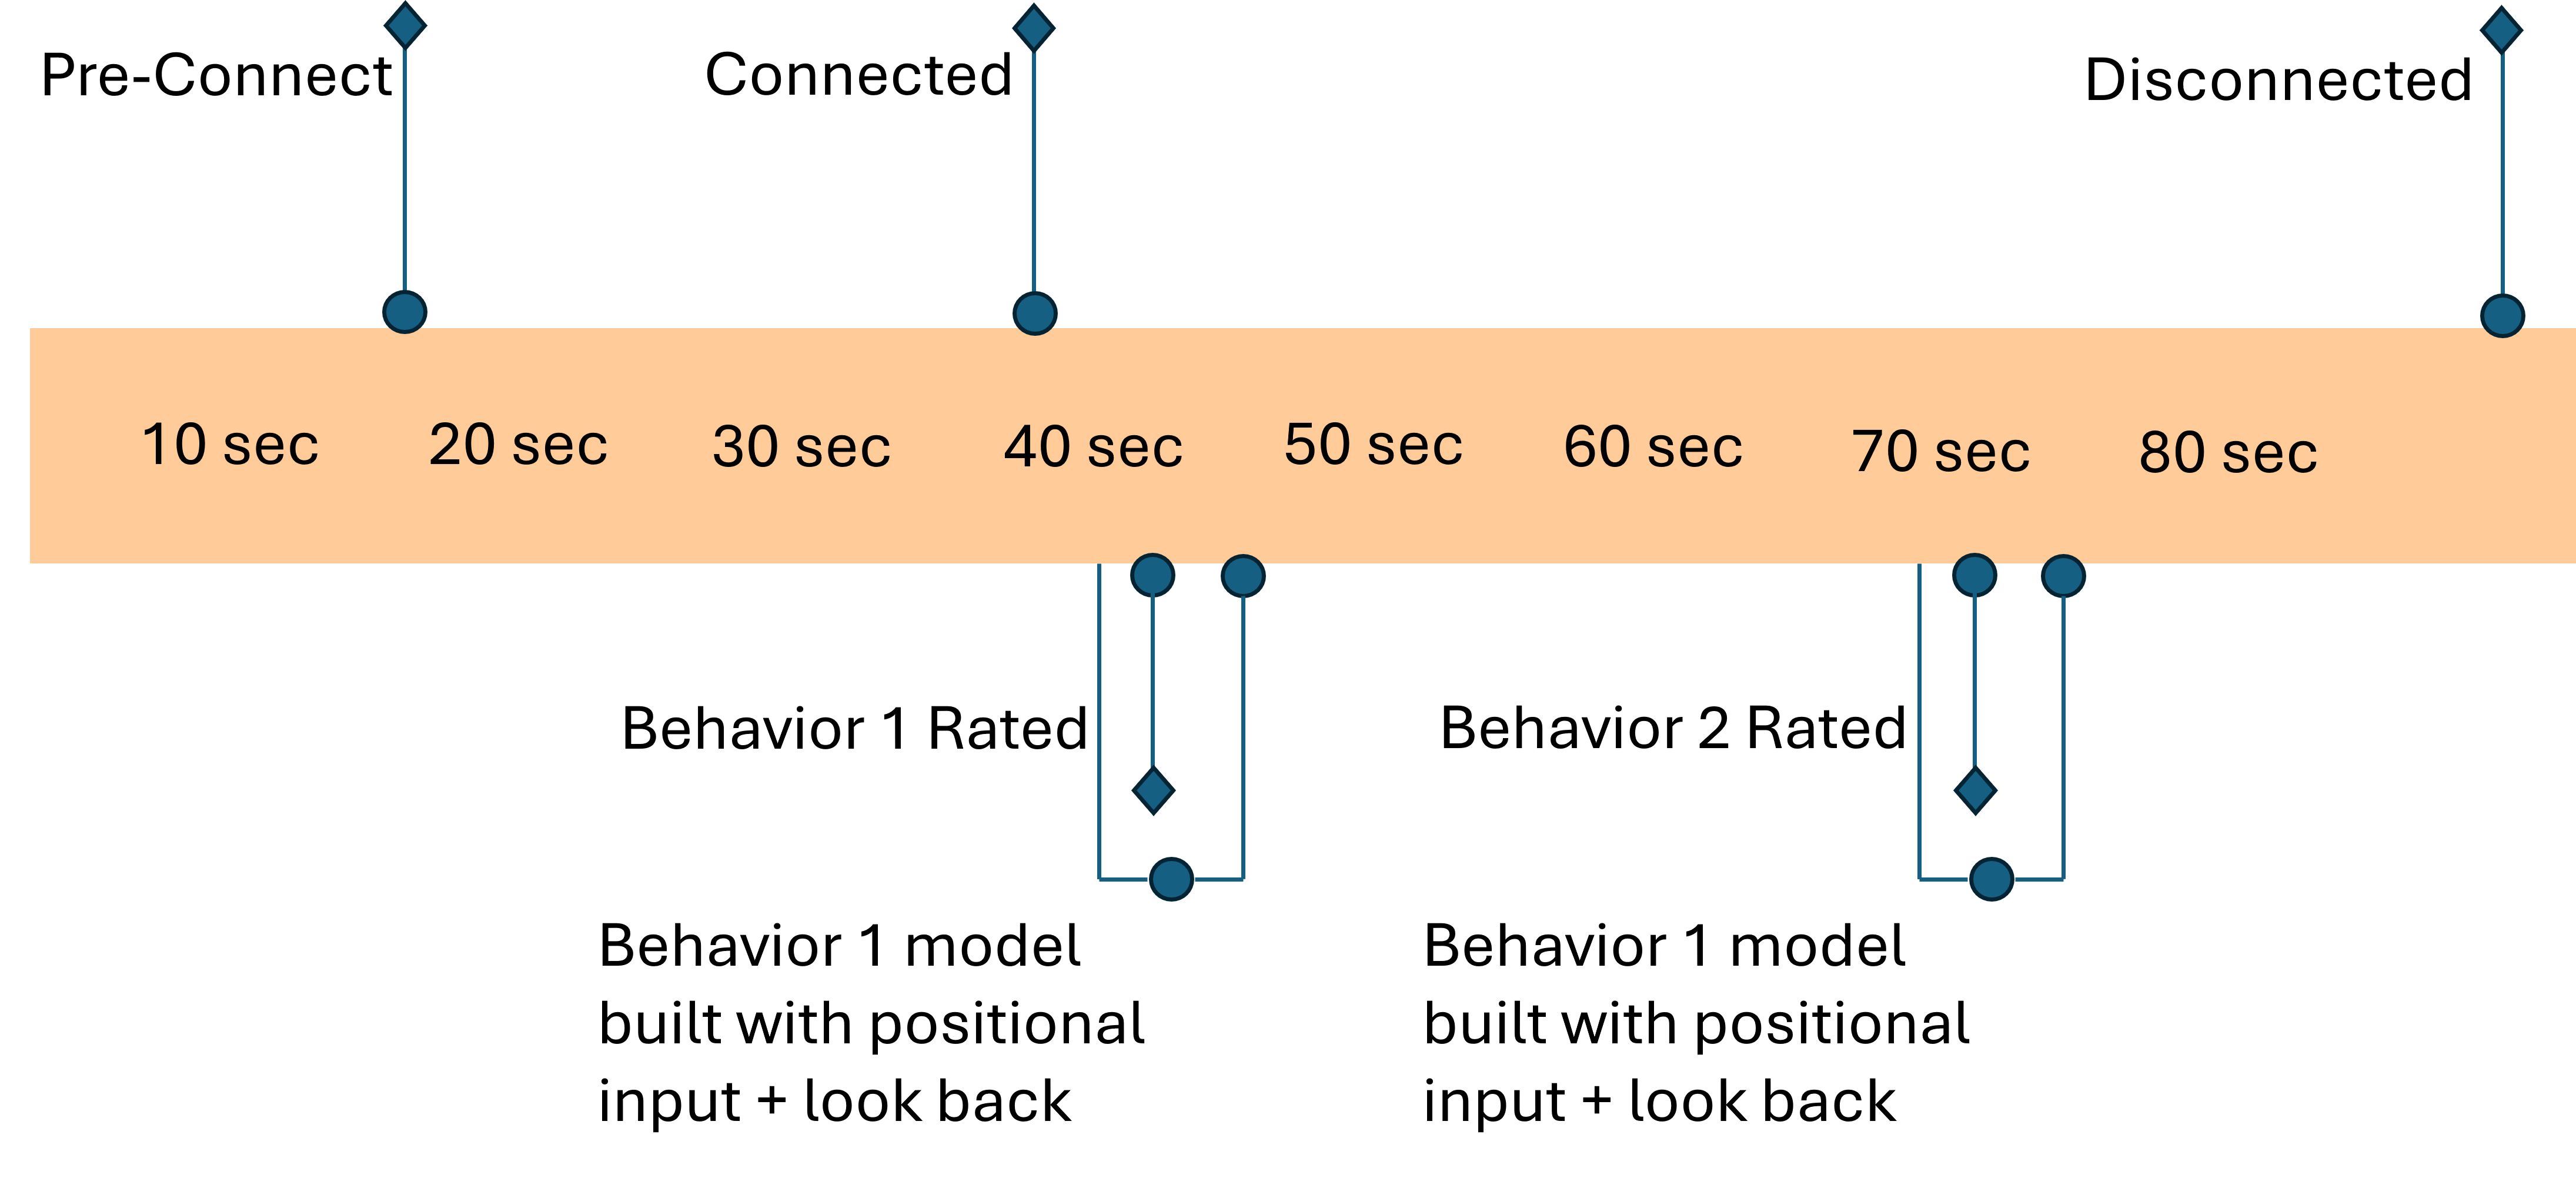 Pre-Connect
Connected
Disconnected
10 sec
20 sec
30 sec
40 sec
50 sec
60 sec
70 sec
80 sec
Behavior 1 Rated
Behavior 2 Rated
Behavior 1 model
built with positional
input + look back
Behavior 1 model
built with positional
input + look back